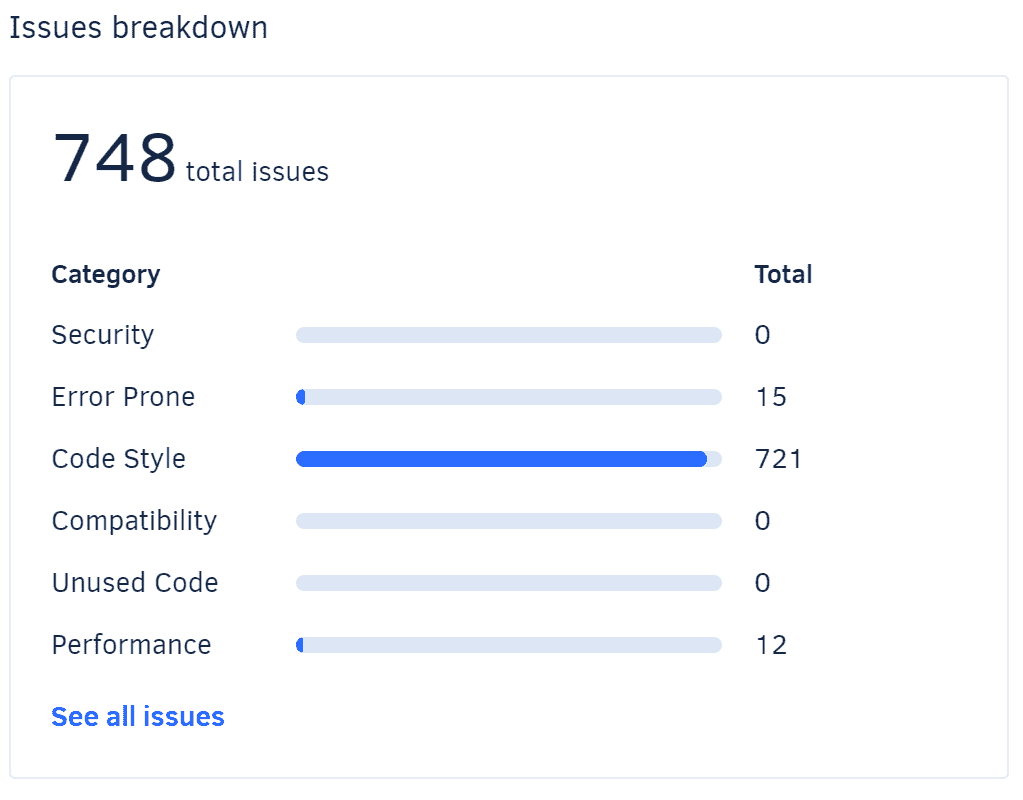 Issues breakdown
748 total issues
Category Total
Security 0
Error Prone 15
Code Style 721
Compatibility 0
Unused Code 0
Performance 12
See all issues